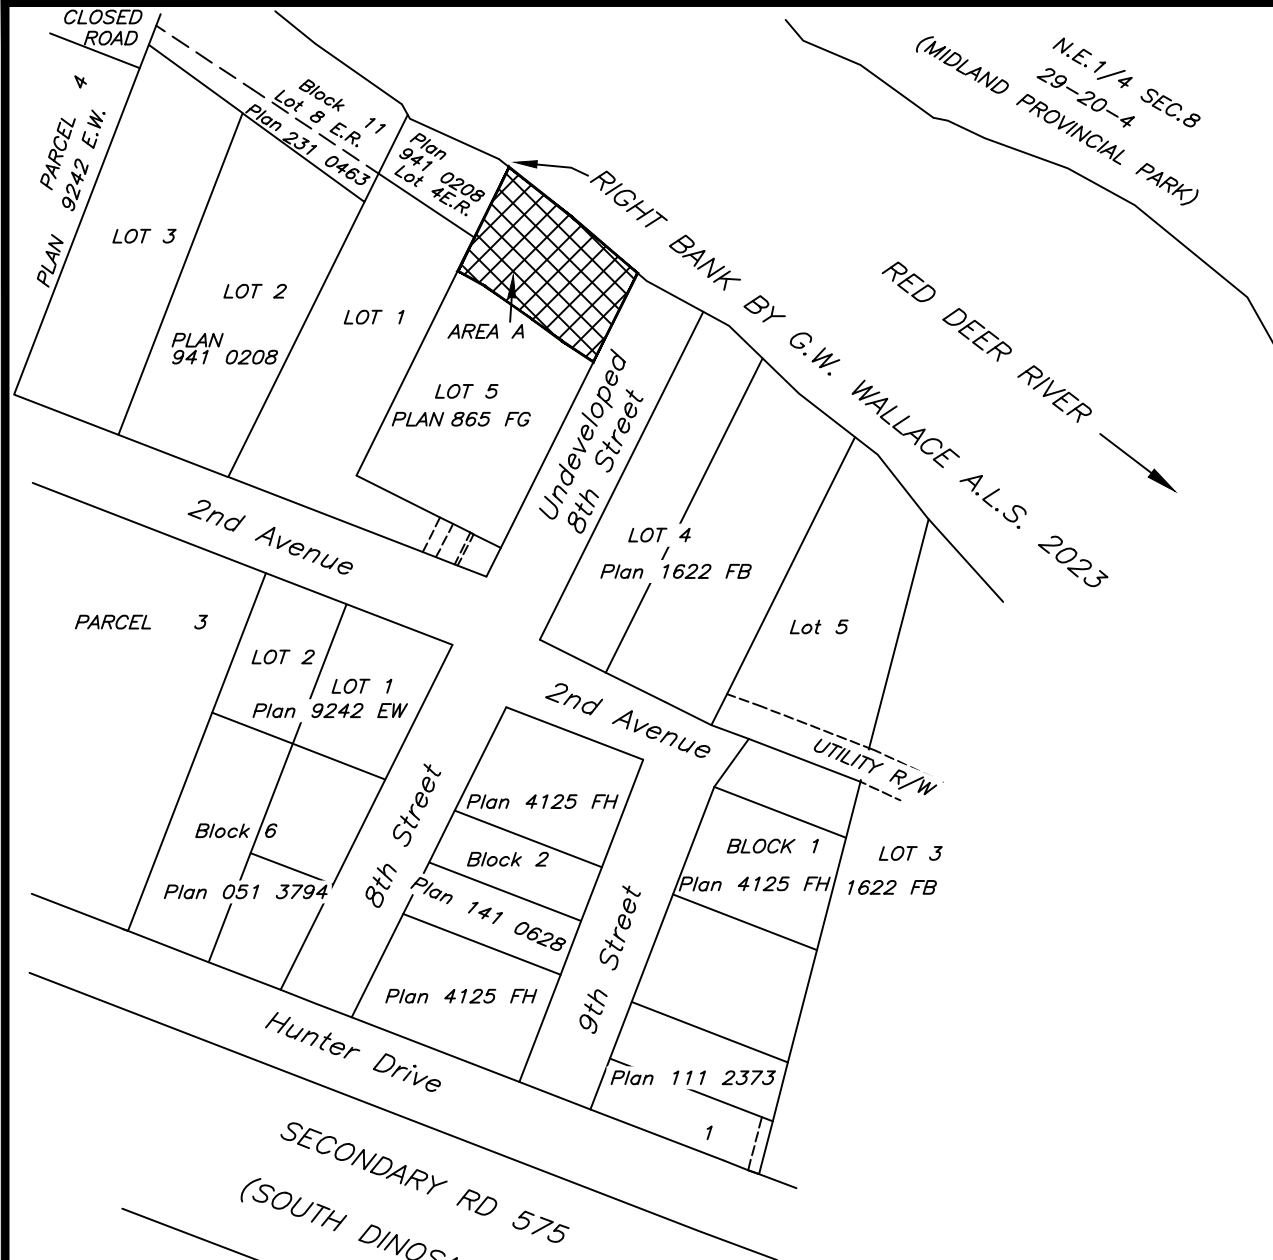 CLOSED
ROAD
PARCEL 4
PLAN 9242 E.W.
Block 11
Lot 8 E.R.
Plan 231 0463
Plan
941 0208
Lot 4E.R.
N.E.1/4 SEC.8
29-20-4
(MIDLAND PROVINCIAL PARK)
RIGHT BANK BY G.W. WALLACE A.L.S. 2023
RED DEER RIVER
LOT 3
LOT 2
PLAN
941 0208
LOT 1
AREA A
LOT 5
PLAN 865 FG
Undeveloped
8th Street
2nd Avenue
LOT 4
Plan 1622 FB
Lot 5
PARCEL 3
LOT 2
LOT 1
Plan 9242 EW
2nd Avenue
UTILITY R/W
Block 6
Plan 051 3794
8th Street
Plan 4125 FH
Block 2
Plan 141 0628
Plan 4125 FH
9th Street
BLOCK 1
Plan 4125 FH
LOT 3
1622 FB
Plan 111 2373
1
Hunter Drive
SECONDARY RD 575
(SOUTH DINOSA